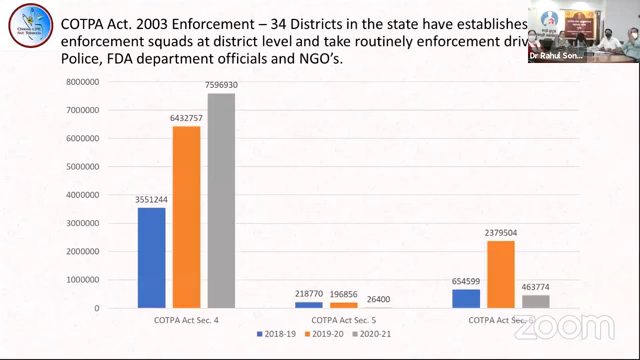 COTPA Act. 2003 Enforcement – 34 Districts in the state have establishes
enforcement squads at district level and take routinely enforcement driv
Police, FDA department officials and NGO's.
Dr Rahul Son...
8000000
7000000
6000000
5000000
4000000
3000000
2000000
1000000
0
3551244
6432757
7596930
218770
196856
26400
654599
2379504
463774
COTPA Act Sec. 4
COTPA Act Sec. 5
COTPA Act Sec. 6
2018-19
2019-20
2020-21
zoom